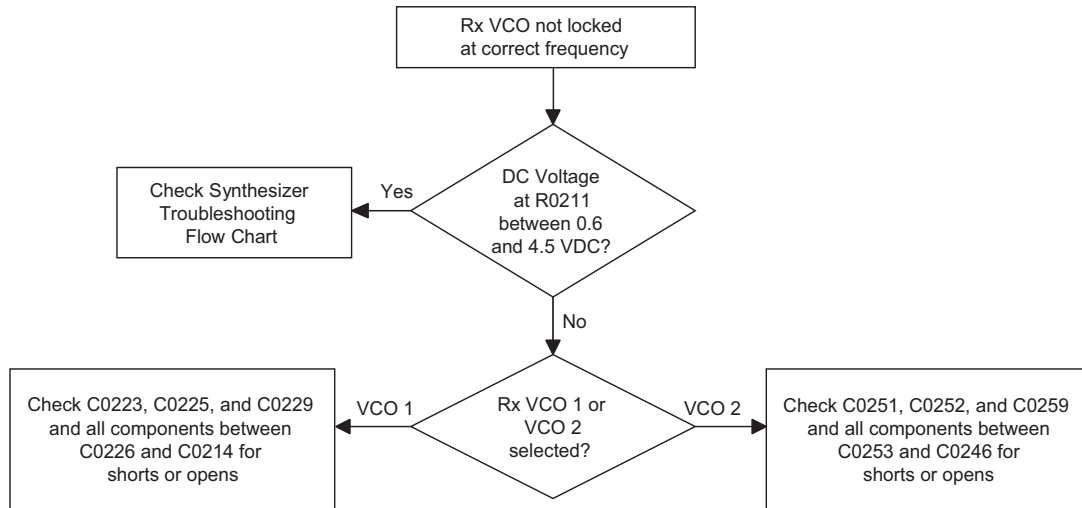 Rx VCO not locked
at correct frequency
DC Voltage
at R0211
between 0.6
and 4.5 VDC?
Yes
Check Synthesizer
Troubleshooting
Flow Chart
No
Rx VCO 1 or
VCO 2
selected?
VCO 1
Check C0223, C0225, and C0229
and all components between
C0226 and C0214 for
shorts or opens
VCO 2
Check C0251, C0252, and C0259
and all components between
C0253 and C0246 for
shorts or opens